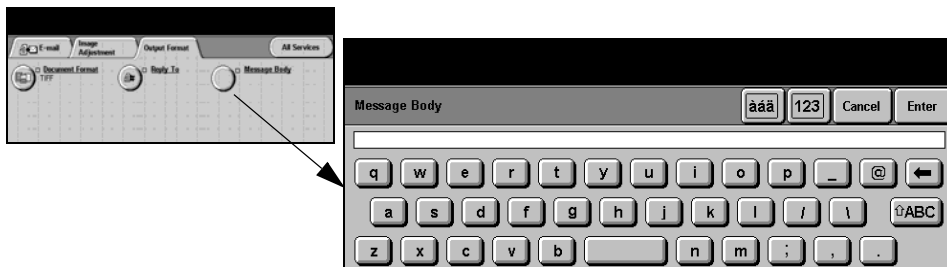 E-mail Image Adjustment Output Format All Services
Document Format
TIFF
Reply To
Message Body
Message Body àáä 123 Cancel Enter
q w e r t y u i o p _ @ ←
a s d f g h j k l / \ ⇧ABC
z x c v b n m ; , .